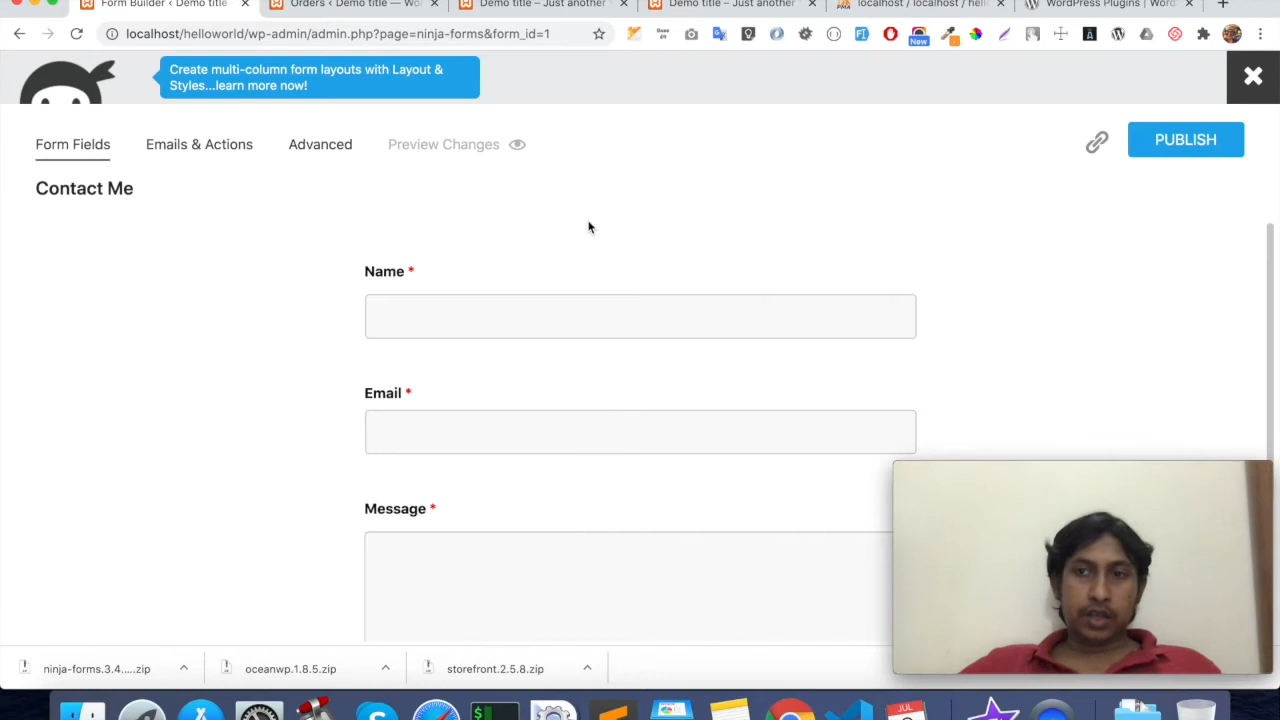 Form Builder ‹ Demo title
Orders ‹ Demo title — Wo
Demo title – Just another
Demo title – Just another
localhost / localhost / hell
WordPress Plugins | Word
localhost/helloworld/wp-admin/admin.php?page=ninja-forms&form_id=1
New
Create multi-column form layouts with Layout &
Styles...learn more now!
Form Fields
Emails & Actions
Advanced
Preview Changes
PUBLISH
Contact Me
Name *
Email *
Message *
ninja-forms.3.4.....zip
oceanwp.1.8.5.zip
storefront.2.5.8.zip
JUL